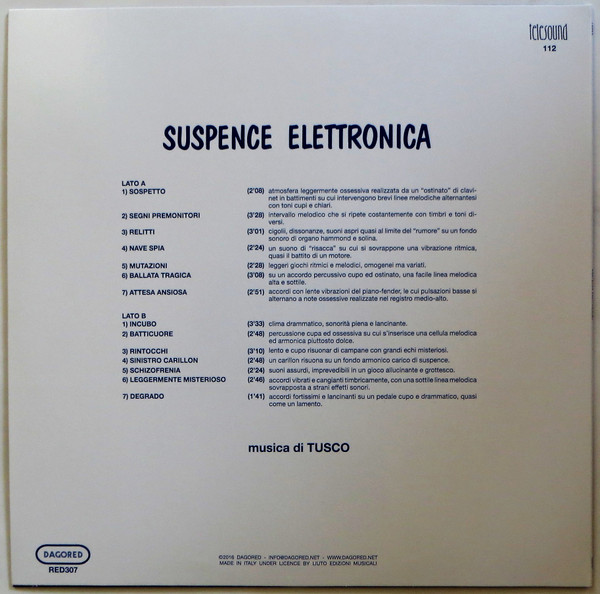 telesound
112
SUSPENCE ELETTRONICA
LATO A
1) SOSPETTO (2'08) atmosfera leggermente ossessiva realizzata da un "ostinato" di clavi-
net in battimenti su cui intervengono brevi linee melodiche alternantesi
con toni cupi e chiari.
2) SEGNI PREMONITORI (3'28) intervallo melodico che si ripete costantemente con timbri e toni di-
versi.
3) RELITTI (3'01) cigolii, dissonanze, suoni aspri quasi al limite del "rumore" su un fondo
sonoro di organo hammond e solina.
4) NAVE SPIA (2'24) un suono di "risacca" su cui si sovrappone una vibrazione ritmica,
quasi il battito di un motore.
5) MUTAZIONI (2'28) leggeri giochi ritmici e melodici, omogenei ma variati.
6) BALLATA TRAGICA (3'08) su un accordo percussivo cupo ed ostinato, una facile linea melodica
alta e sottile.
7) ATTESA ANSIOSA (2'51) accordi con lente vibrazioni del piano-fender, le cui pulsazioni basse si
alternano a note ossessive realizzate nel registro medio-alto.
LATO B
1) INCUBO (3'33) clima drammatico, sonorità piena e lancinante.
2) BATTICUORE (2'48) percussione cupa ed ossessiva su cui s'inserisce una cellula melodica
ed armonica piuttosto dolce.
3) RINTOCCHI (3'10) lento e cupo risuonar di campane con grandi echi misteriosi.
4) SINISTRO CARILLON (2'48) un carillon risuona su un fondo armonico carico di suspence.
5) SCHIZOFRENIA (2'24) suoni assurdi, imprevedibili in un gioco allucinante e grottesco.
6) LEGGERMENTE MISTERIOSO (2'46) accordi vibrati e cangianti timbricamente, con una sottile linea melodica
sovrapposta a strani effetti sonori.
7) DEGRADO (1'41) accordi fortissimi e lancinanti su un pedale cupo e drammatico, quasi
come un lamento.
musica di TUSCO
DAGORED
RED307
©2016 DAGORED - INFO@DAGORED.NET - WWW.DAGORED.NET
MADE IN ITALY UNDER LICENCE BY LIUTO EDIZIONI MUSICALI